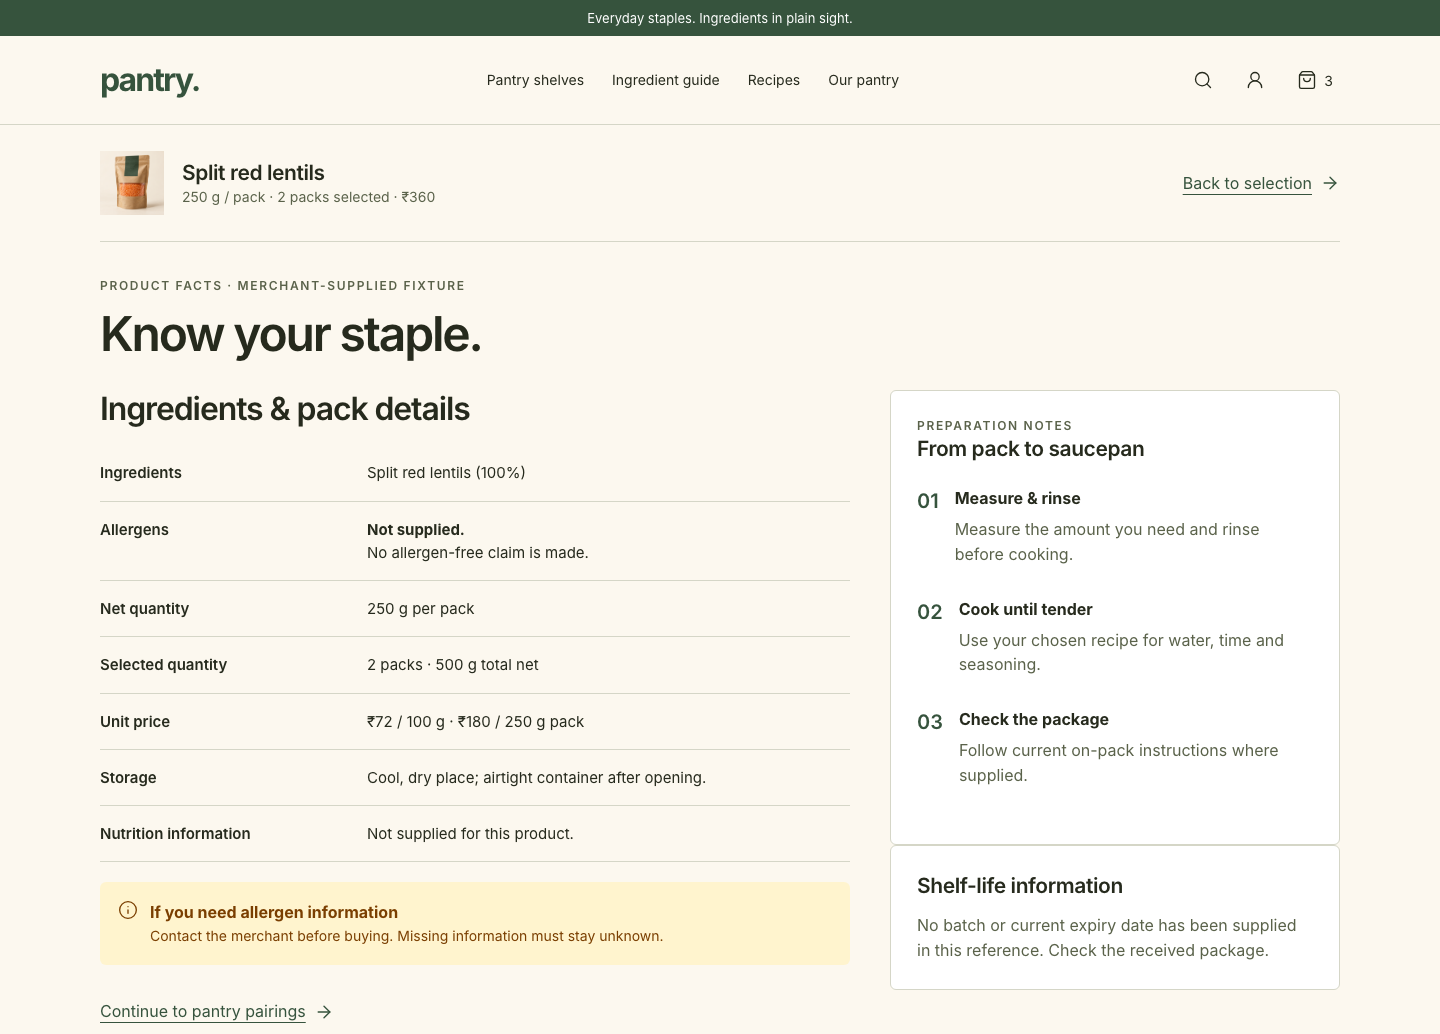 Everyday staples. Ingredients in plain sight.
pantry.
Pantry shelves
Ingredient guide
Recipes
Our pantry
3
Split red lentils
250 g / pack · 2 packs selected · ₹360
Back to selection
PRODUCT FACTS · MERCHANT-SUPPLIED FIXTURE
Know your staple.
Ingredients & pack details
Ingredients
Split red lentils (100%)
Allergens
Not supplied.
No allergen-free claim is made.
Net quantity
250 g per pack
Selected quantity
2 packs · 500 g total net
Unit price
₹72 / 100 g · ₹180 / 250 g pack
Storage
Cool, dry place; airtight container after opening.
Nutrition information
Not supplied for this product.
If you need allergen information
Contact the merchant before buying. Missing information must stay unknown.
Continue to pantry pairings
PREPARATION NOTES
From pack to saucepan
01
Measure & rinse
Measure the amount you need and rinse
before cooking.
02
Cook until tender
Use your chosen recipe for water, time and
seasoning.
03
Check the package
Follow current on-pack instructions where
supplied.
Shelf-life information
No batch or current expiry date has been supplied
in this reference. Check the received package.